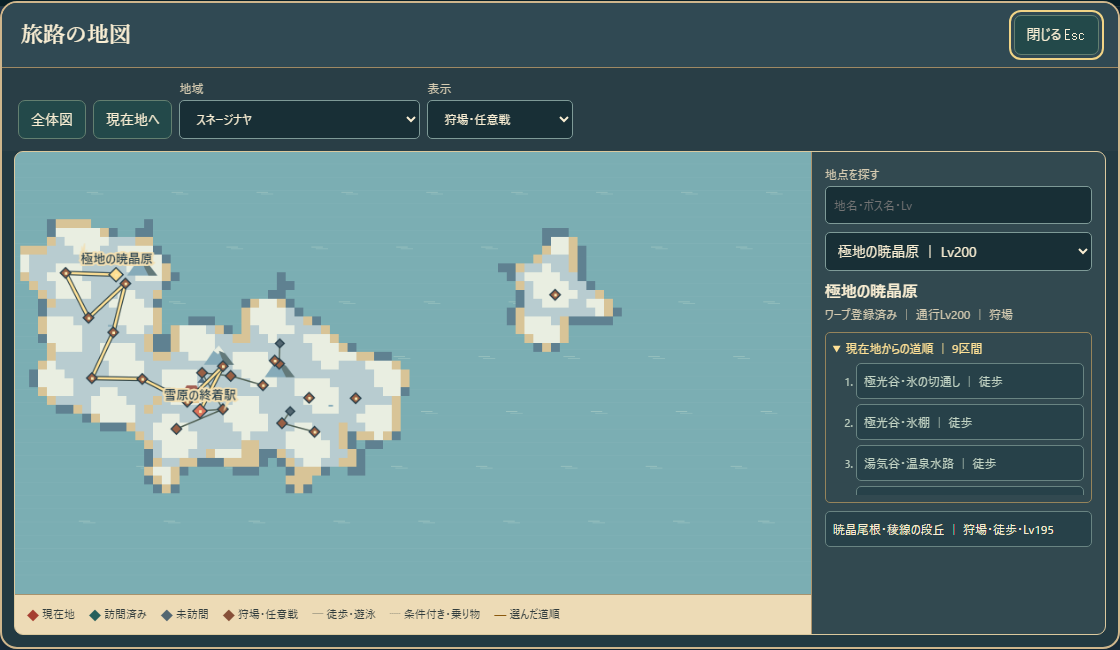 旅路の地図
閉じる Esc
全体図
現在地へ
地域
スネージナヤ
表示
狩場・任意戦
極地の暁晶原
雪原の終着駅
現在地
訪問済み
未訪問
狩場・任意戦
徒歩・遊泳
条件付き・乗り物
選んだ道順
地点を探す
地名・ボス名・Lv
極地の暁晶原 | Lv200
極地の暁晶原
ワープ登録済み | 通行Lv200 | 狩場
▼ 現在地からの道順 | 9区間
1. 極光谷・氷の切通し | 徒歩
2. 極光谷・氷棚 | 徒歩
3. 湯気谷・温泉水路 | 徒歩
暁晶尾根・稜線の段丘 | 狩場・徒歩・Lv195